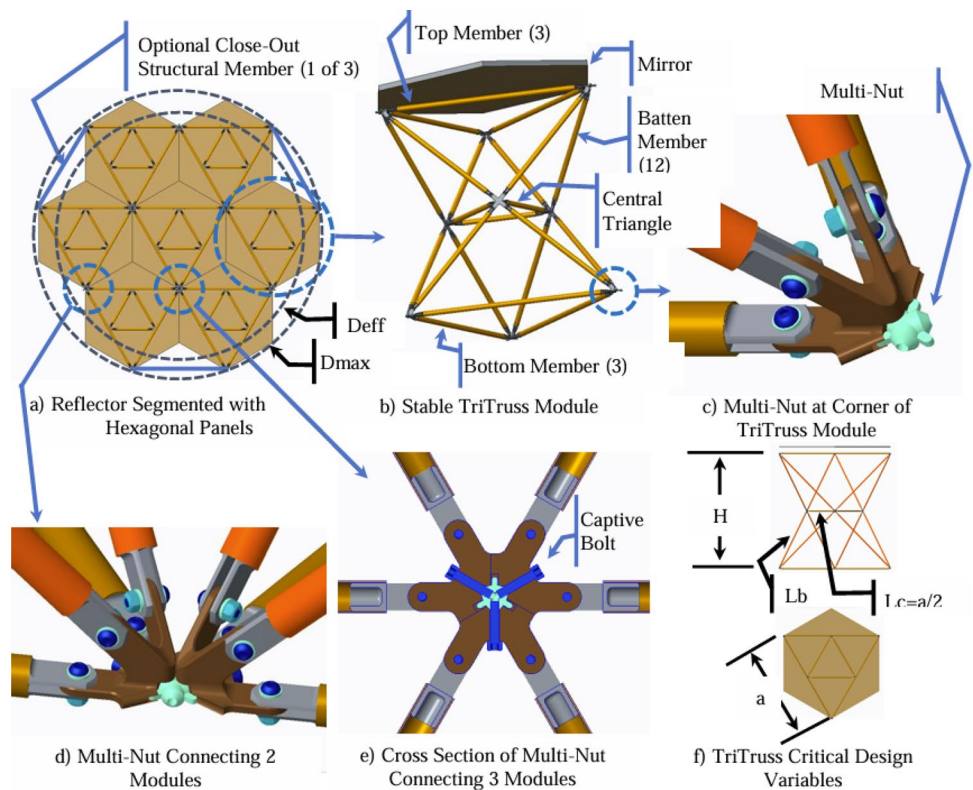 Optional Close-Out
Structural Member (1 of 3)
Deff
Dmax
a) Reflector Segmented with
Hexagonal Panels
Top Member (3)
Mirror
Batten
Member
(12)
Central
Triangle
Bottom Member (3)
b) Stable TriTruss Module
Multi-Nut
c) Multi-Nut at Corner of
TriTruss Module
d) Multi-Nut Connecting 2
Modules
Captive
Bolt
e) Cross Section of Multi-Nut
Connecting 3 Modules
H
Lb
Lc=a/2
a
f) TriTruss Critical Design
Variables